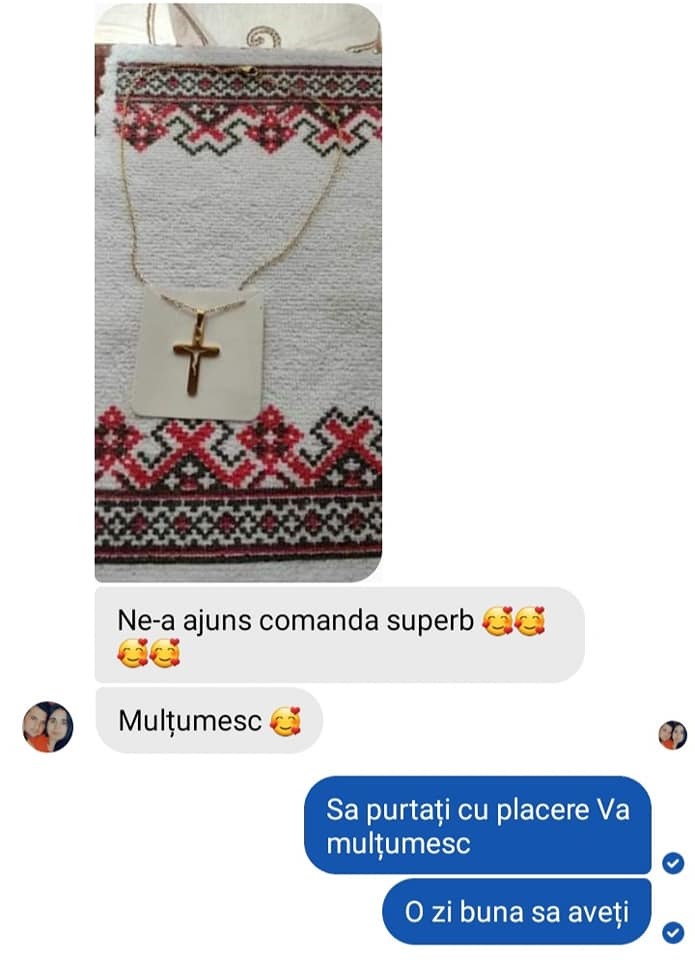 Ne-a ajuns comanda superb 🥰🥰
🥰🥰
Mulțumesc 🥰
Sa purtați cu placere Va
mulțumesc
O zi buna sa aveți